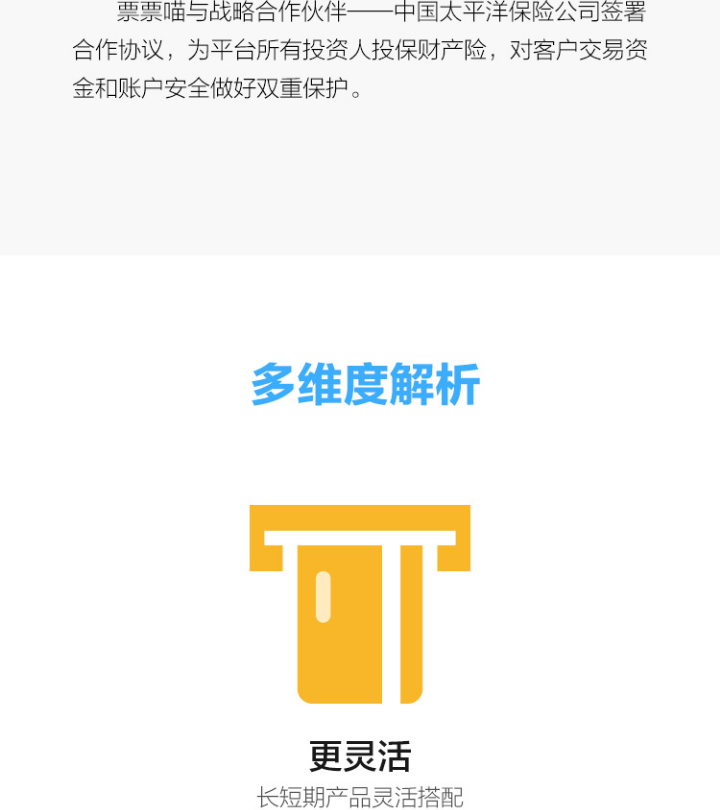 票票喵与战略合作伙伴——中国太平洋保险公司签署
合作协议，为平台所有投资人投保财产险，对客户交易资
金和账户安全做好双重保护。
多维度解析
更灵活
长短期产品灵活搭配